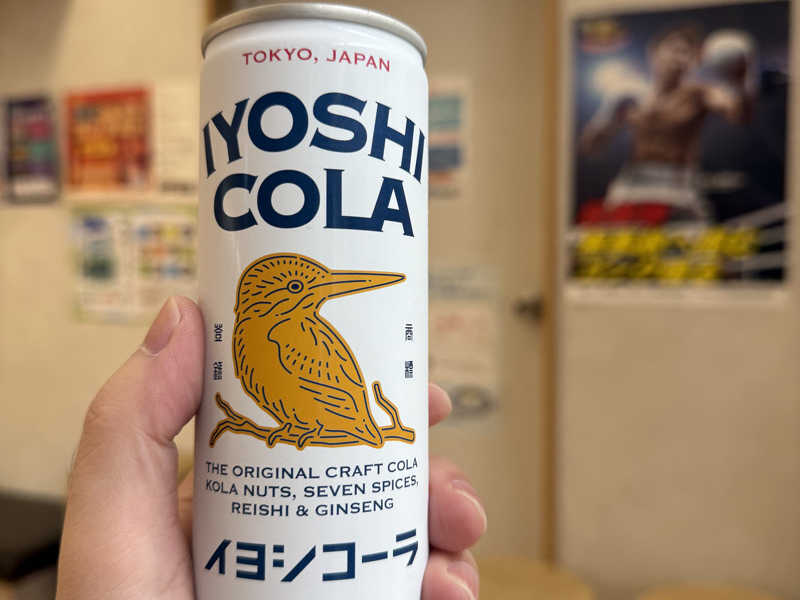 TOKYO, JAPAN
IYOSHI
COLA
THE ORIGINAL CRAFT COLA
KOLA NUTS, SEVEN SPICES,
REISHI & GINSENG
イヨシコーラ